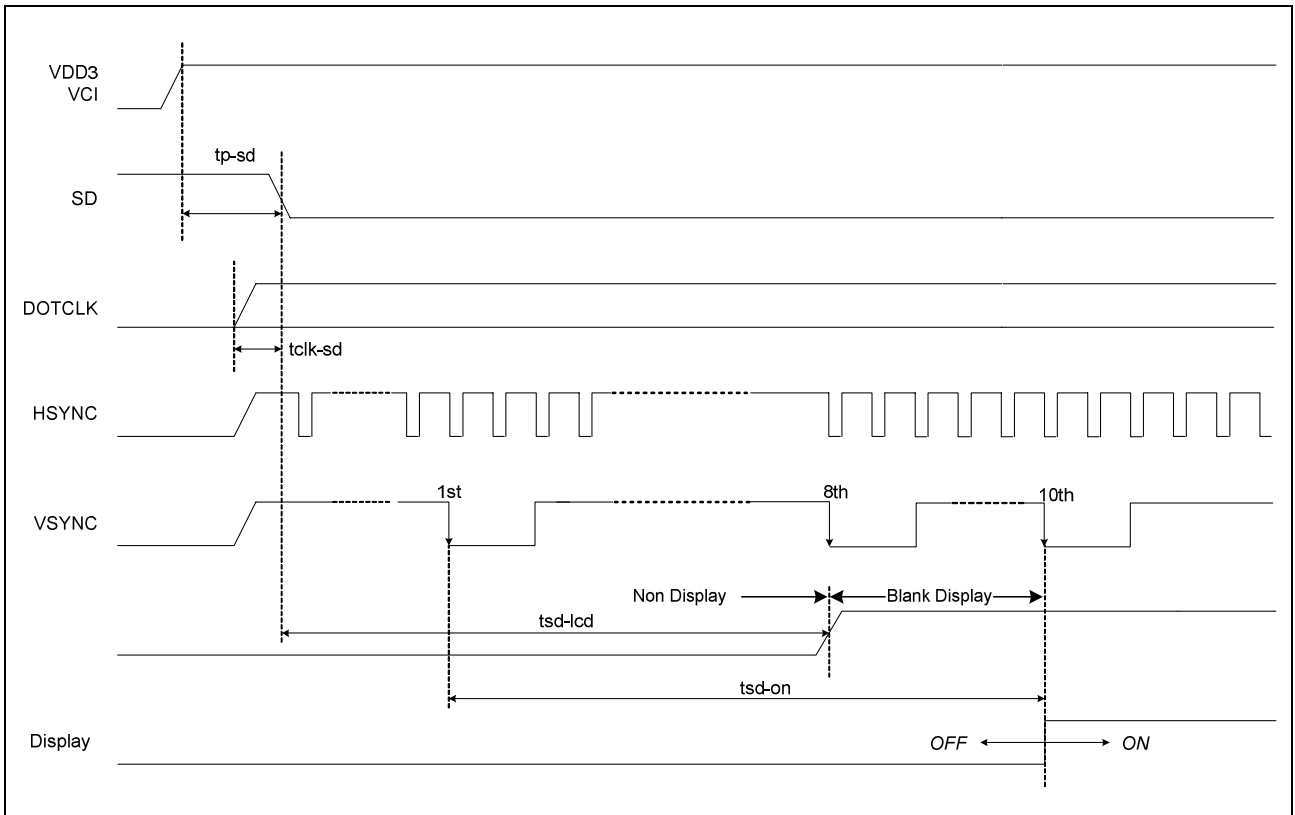 VDD3
VCI
tp-sd
SD
DOTCLK
tclk-sd
HSYNC
1st
8th
10th
VSYNC
Non Display
Blank Display
tsd-lcd
tsd-on
Display
OFF
ON